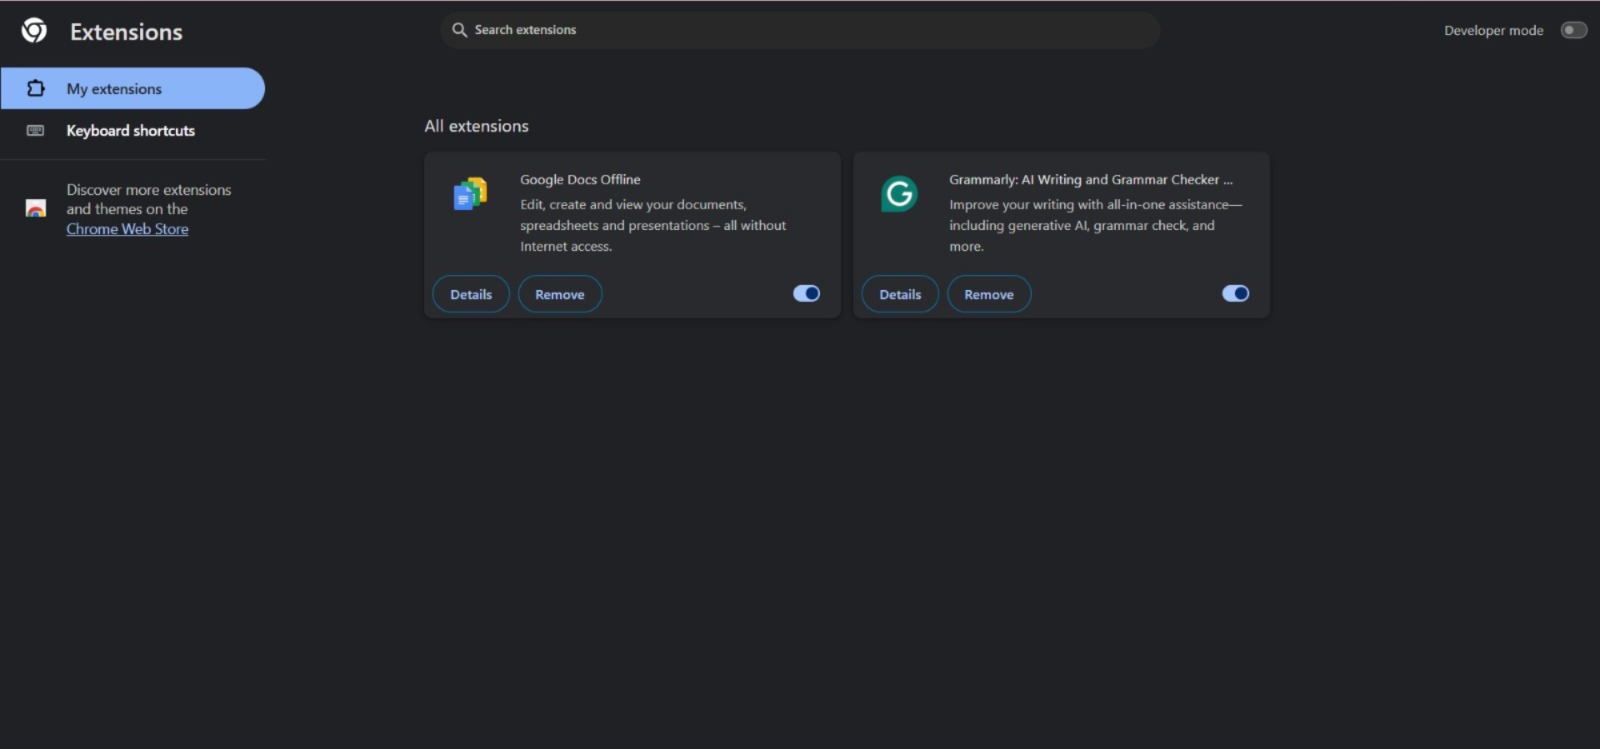 Extensions
Search extensions
Developer mode
My extensions
Keyboard shortcuts
Discover more extensions
and themes on the
Chrome Web Store
All extensions
Google Docs Offline
Edit, create and view your documents,
spreadsheets and presentations – all without
Internet access.
Details
Remove
Grammarly: AI Writing and Grammar Checker ...
Improve your writing with all-in-one assistance—
including generative AI, grammar check, and
more.
Details
Remove